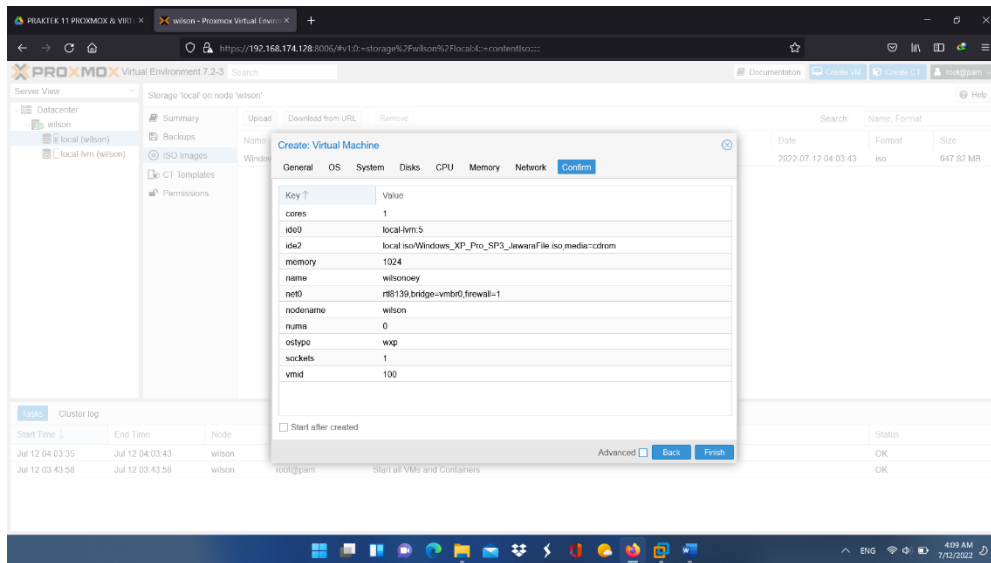 PRAKTEK 11 PROXMOX & VIRT
wilson - Proxmox Virtual Enviro
https://192.168.174.128:8006/#v1:0:=storage%2Fwilson%2Flocal:4::=contentIso::::
PROXMOX Virtual Environment 7.2-3 Search Documentation Create VM Create CT root@pam
Server View Storage 'local' on node 'wilson' Help
Datacenter
wilson
local (wilson)
local-lvm (wilson)
Summary
Backups
ISO Images
CT Templates
Permissions
Upload Download from URL Remove Search: Name, Format
Name Date Format Size
Window 2022-07-12 04:03:43 iso 647.82 MB
Create: Virtual Machine
General OS System Disks CPU Memory Network Confirm
Key Value
cores 1
ide0 local-lvm:5
ide2 local:iso/Windows_XP_Pro_SP3_JawaraFile.iso,media=cdrom
memory 1024
name wilsonoey
net0 rtl8139,bridge=vmbr0,firewall=1
nodename wilson
numa 0
ostype wxp
sockets 1
vmid 100
Start after created
Advanced Back Finish
Tasks Cluster log
Start Time End Time Node Status
Jul 12 04:03:35 Jul 12 04:03:43 wilson OK
Jul 12 03:43:58 Jul 12 03:43:58 wilson root@pam Start all VMs and Containers OK
ENG 4:09 AM
7/12/2022